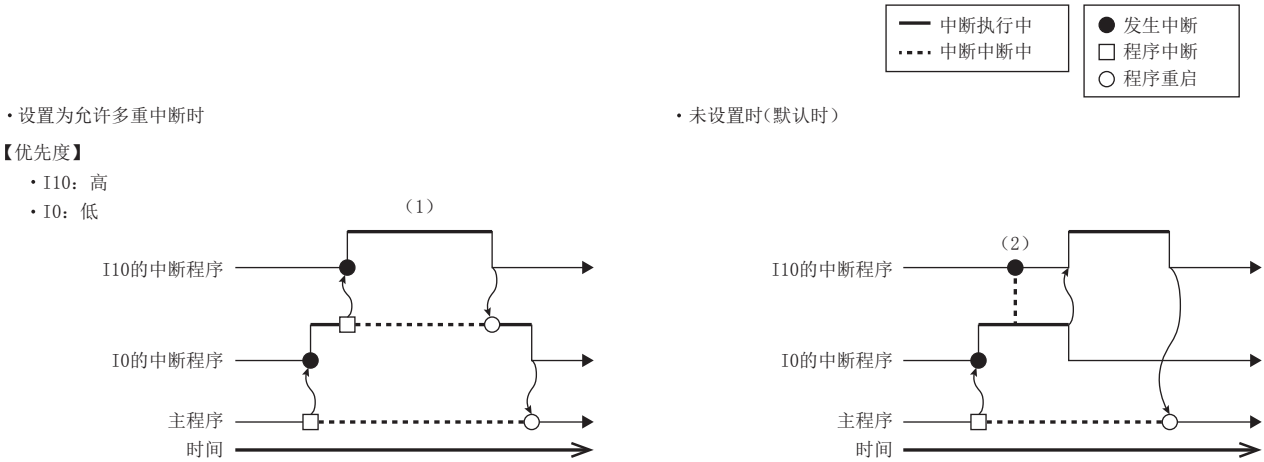 中断执行中
中断中断中
发生中断
程序中断
程序重启
・设置为允许多重中断时
【优先度】
・I10: 高
・I0: 低
(1)
I10的中断程序
I0的中断程序
主程序
时间
・未设置时(默认时)
(2)
I10的中断程序
I0的中断程序
主程序
时间